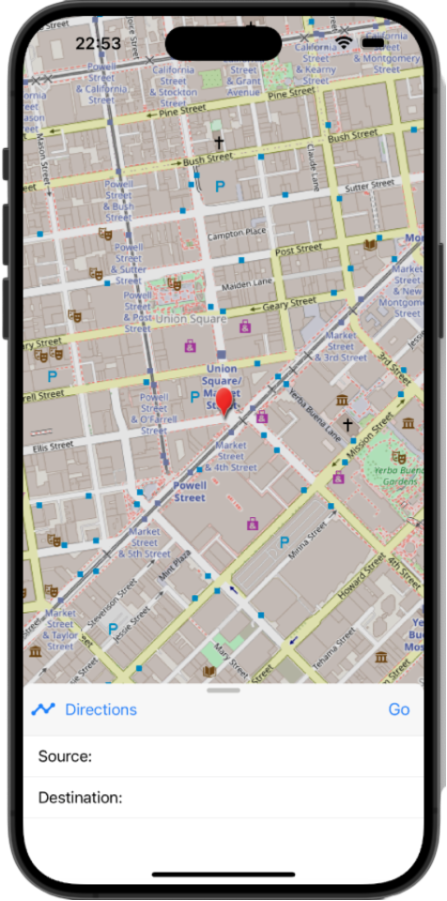 22:53
California
& Kearny
Street
California
& Montgomery
Street
Powell
Street
& California
Street
California
Street
& Stockton
Street
Street
& Grant
Avenue
Pine Street
Pine Street
Mason Street
Bush Street
Bush Street
Claude Lane
Powell
Street
& Bush
Street
P
Sutter Street
Campton Place
Powell
Street
& Sutter
Street
Post Street
Maiden Lane
Market
Street
& New
Montgomery
Powell
Street
& Post
Street
Geary Street
Union Square
Market
Street
& 3rd Street
3rd Street
P
Union
Square/
Market
Street
P
Powell
Street
& O'Farrell
Street
Yerba Buena Lane
Ellis Street
Market
Street
& 4th Street
Mission Street
Yerba Buena
Gardens
Powell
Street
Market
Street
& 5th Street
P
Minna Street
Mint Plaza
4th Street
Howard Street
Stevenson Street
Jessie Street
Market
Street
& Taylor
Street
P
Mary Street
Tehama Street
Directions
Go
Source:
Destination: